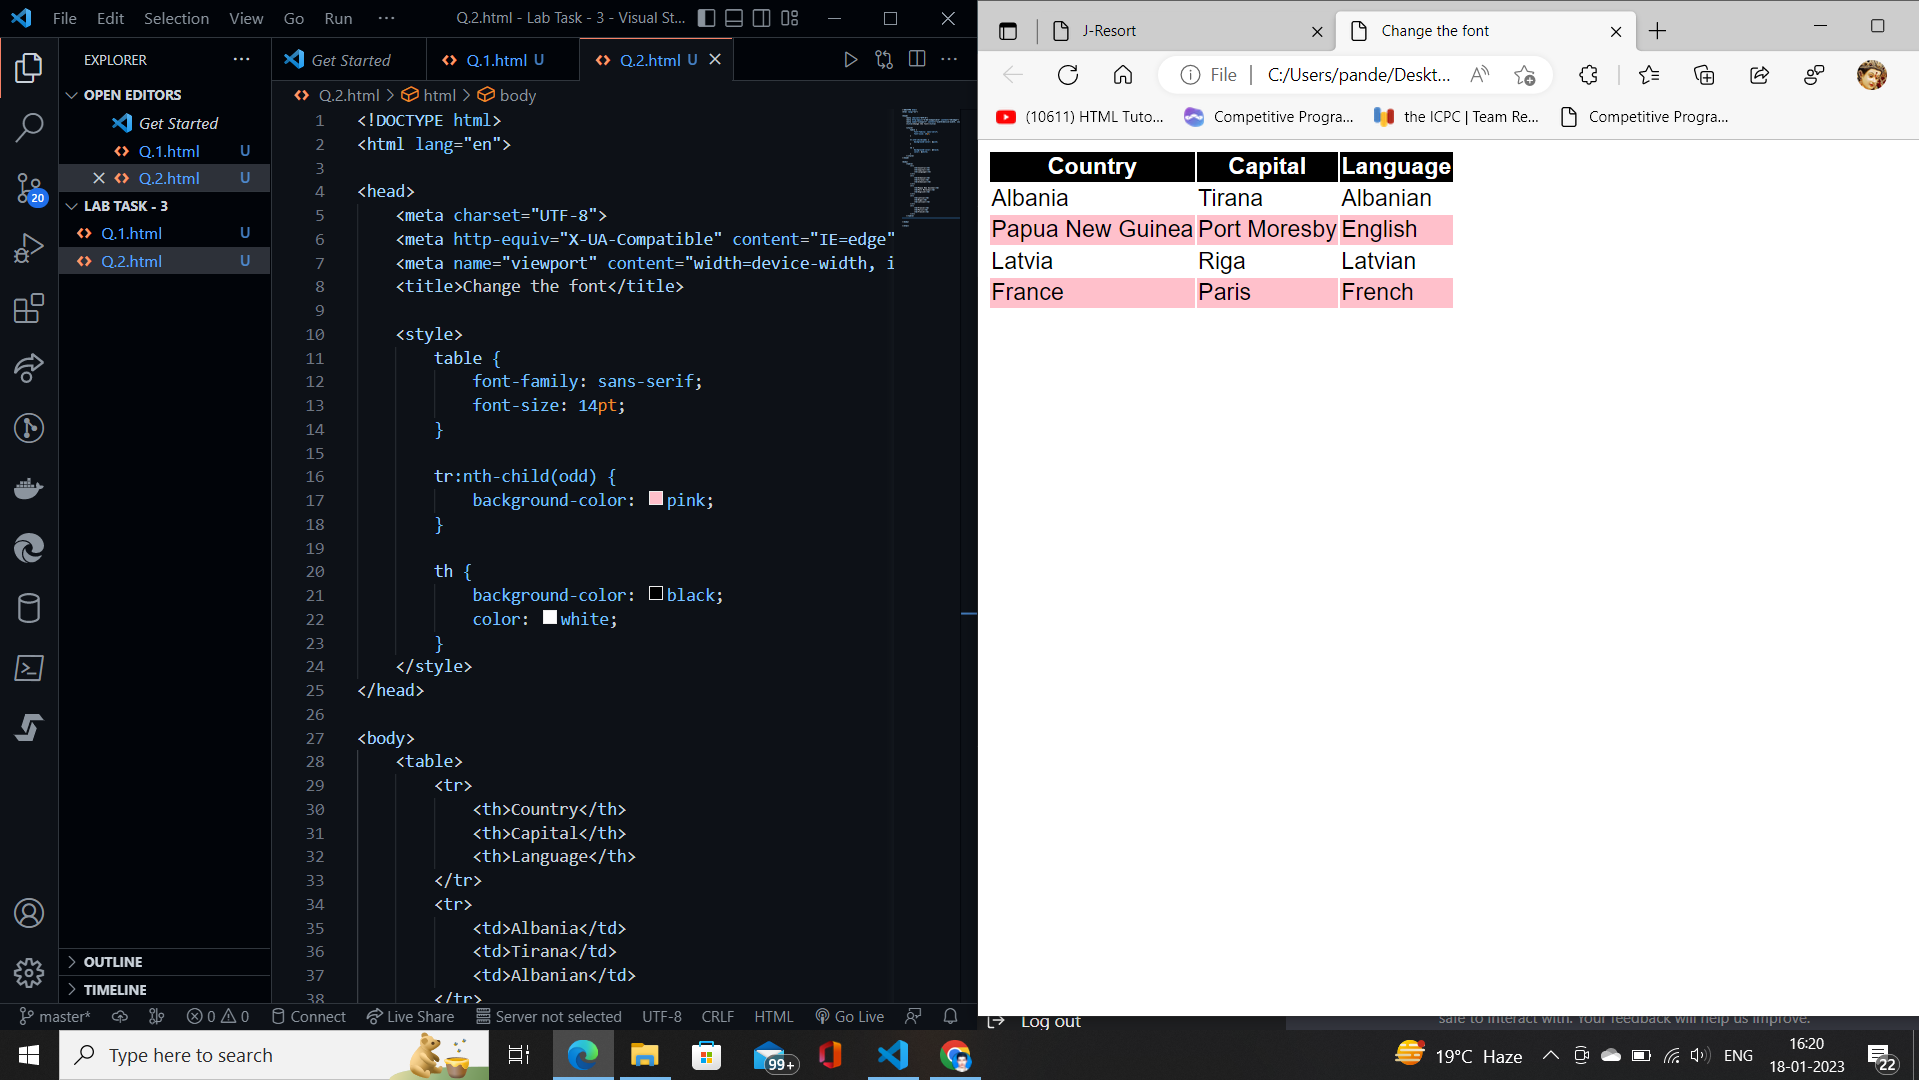 File Edit Selection View Go Run ··· Q.2.html - Lab Task - 3 - Visual St...
EXPLORER
OPEN EDITORS
Get Started
Q.1.html U
Q.2.html U
LAB TASK - 3
Q.1.html U
Q.2.html U
20
OUTLINE
TIMELINE
Get Started Q.1.html U Q.2.html U
Q.2.html > html > body
1 <!DOCTYPE html>
2 <html lang="en">
3
4 <head>
5 <meta charset="UTF-8">
6 <meta http-equiv="X-UA-Compatible" content="IE=edge"
7 <meta name="viewport" content="width=device-width, i
8 <title>Change the font</title>
9
10 <style>
11 table {
12 font-family: sans-serif;
13 font-size: 14pt;
14 }
15
16 tr:nth-child(odd) {
17 background-color: pink;
18 }
19
20 th {
21 background-color: black;
22 color: white;
23 }
24 </style>
25 </head>
26
27 <body>
28 <table>
29 <tr>
30 <th>Country</th>
31 <th>Capital</th>
32 <th>Language</th>
33 </tr>
34 <tr>
35 <td>Albania</td>
36 <td>Tirana</td>
37 <td>Albanian</td>
38 </tr>
master* 0 0 Connect Live Share Server not selected UTF-8 CRLF HTML Go Live
J-Resort Change the font
File C:/Users/pande/Deskt...
(10611) HTML Tuto... Competitive Progra... the ICPC | Team Re... Competitive Progra...
Country Capital Language
Albania Tirana Albanian
Papua New Guinea Port Moresby English
Latvia Riga Latvian
France Paris French
Log out safe to interact with. Your feedback will help us improve.
Type here to search 99+ 19°C Haze ENG 16:20
18-01-2023 22